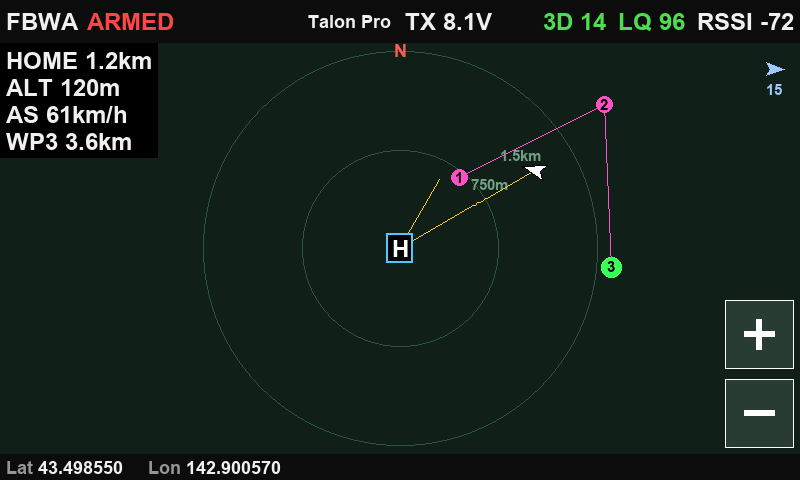 FBWA ARMED Talon Pro TX 8.1V 3D 14 LQ 96 RSSI -72
HOME 1.2km
ALT 120m
AS 61km/h
WP3 3.6km
N
15
2
1.5km
1
750m
H
3
+
−
Lat 43.498550 Lon 142.900570